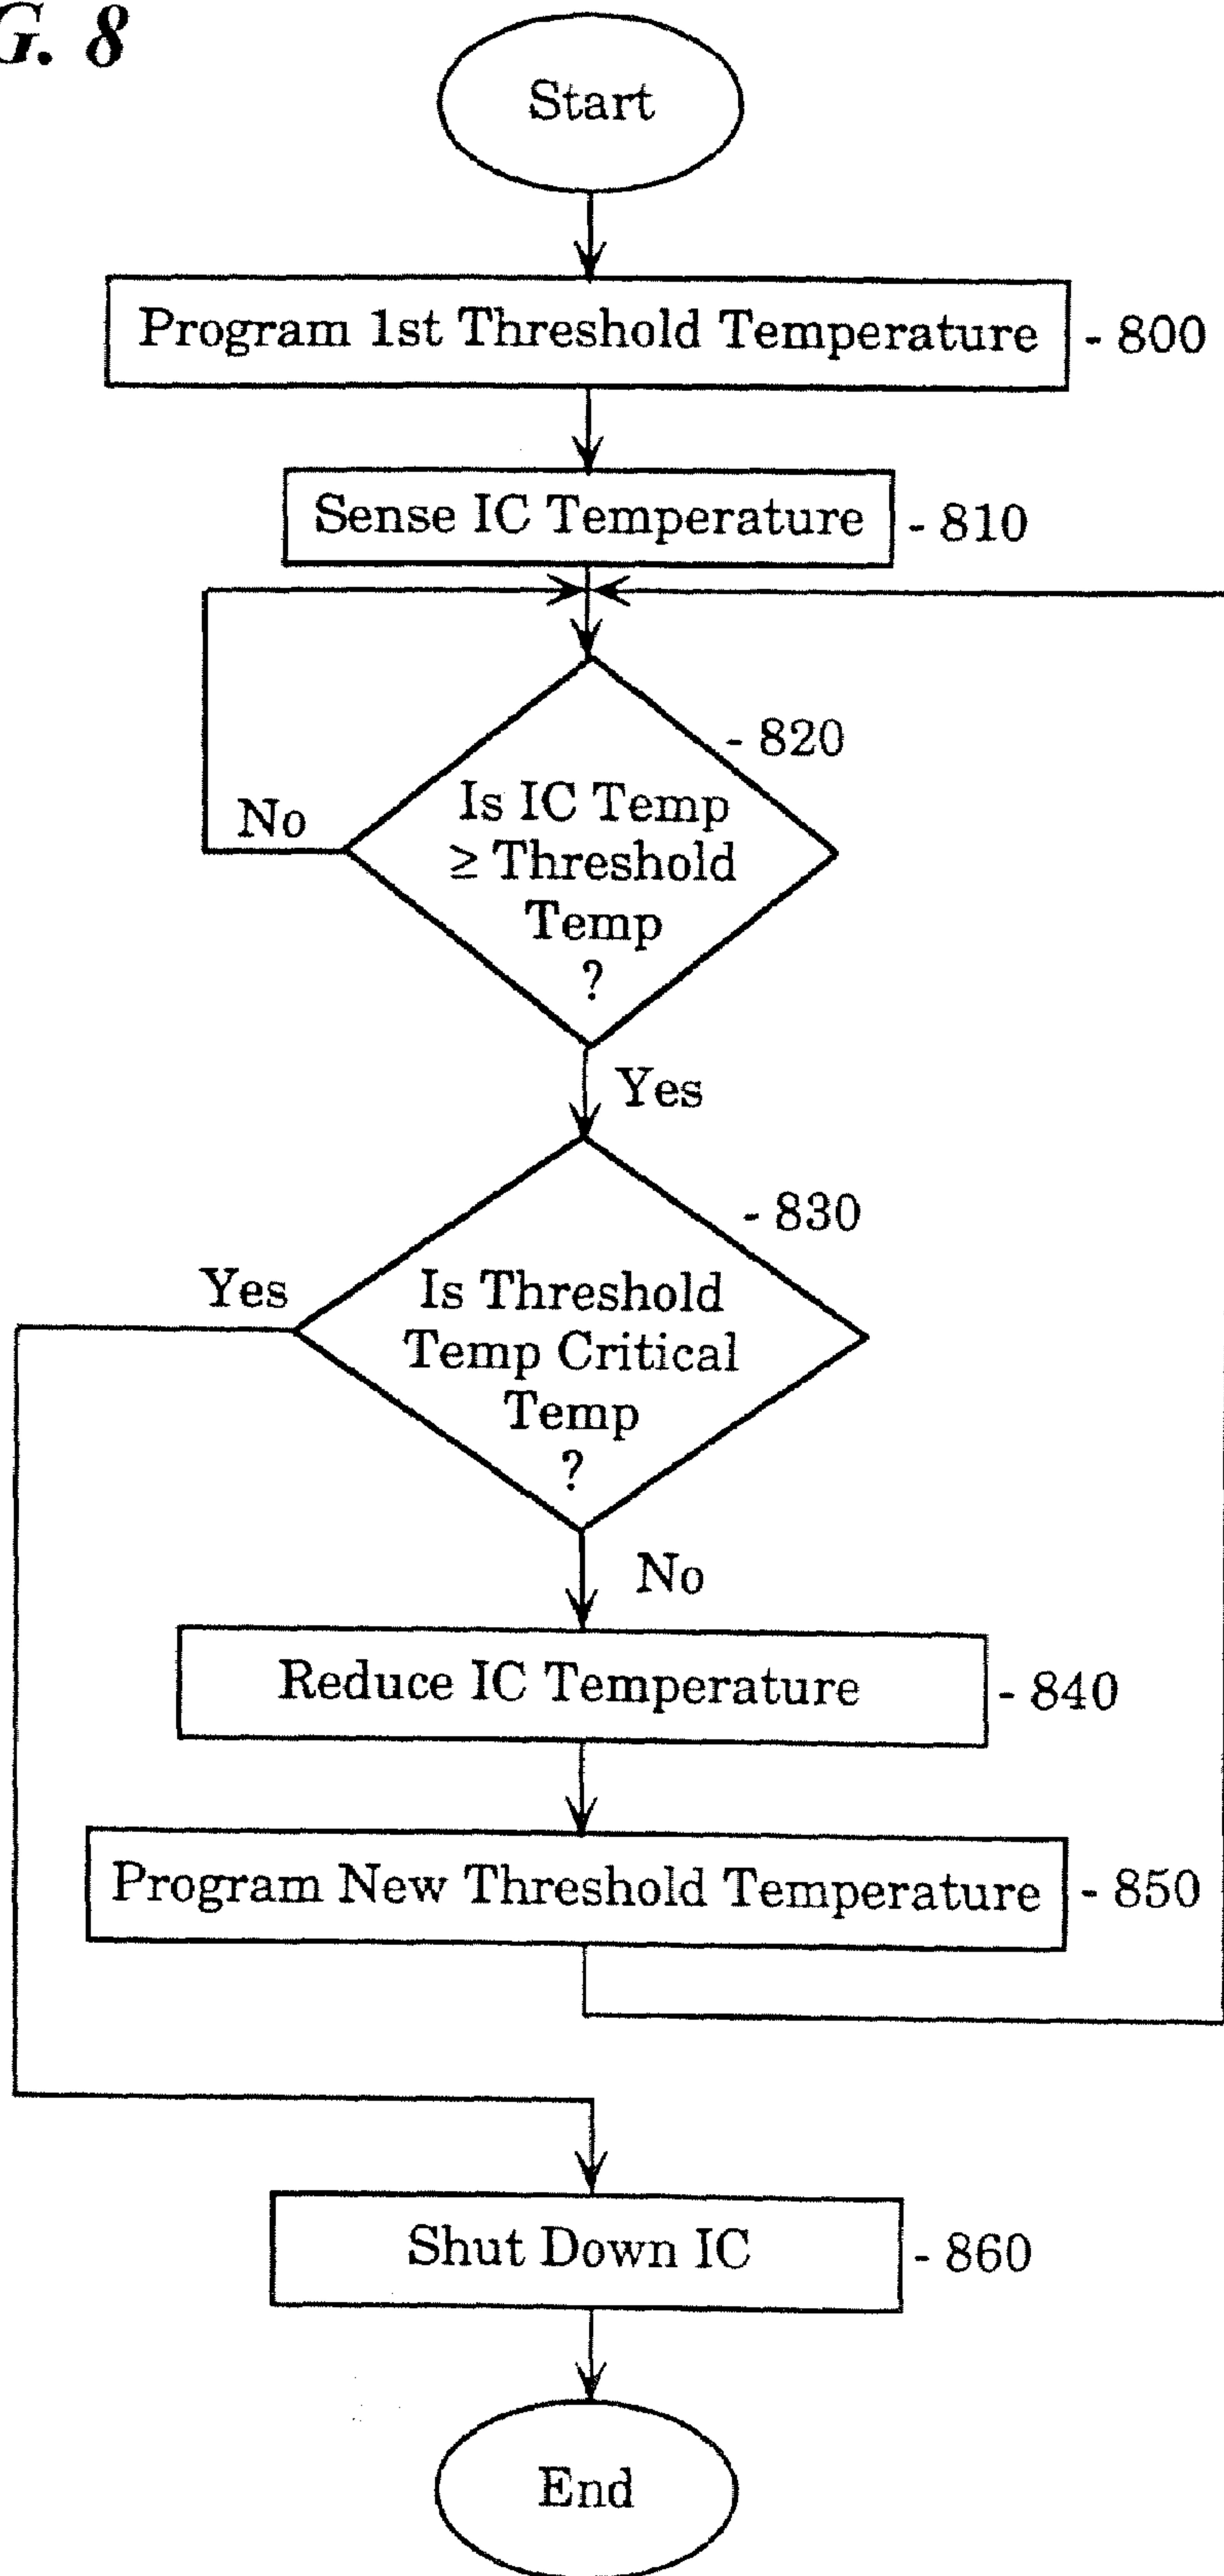 G. 8
Start
Program 1st Threshold Temperature - 800
Sense IC Temperature - 810
- 820
Is IC Temp
≥ Threshold
Temp
?
No
Yes
- 830
Yes
Is Threshold
Temp Critical
Temp
?
No
Reduce IC Temperature - 840
Program New Threshold Temperature - 850
Shut Down IC - 860
End